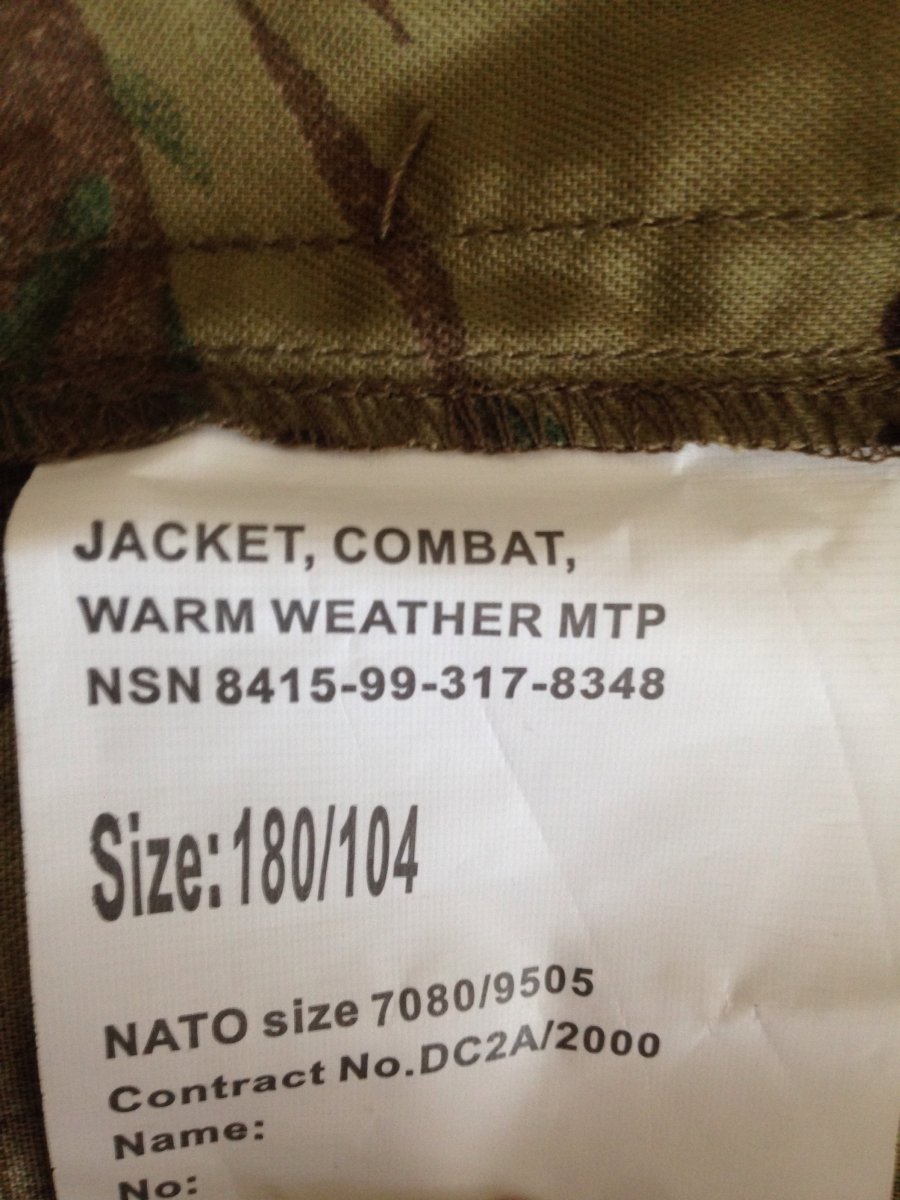 JACKET, COMBAT,
WARM WEATHER MTP
NSN 8415-99-317-8348
Size:180/104
NATO size 7080/9505
Contract No.DC2A/2000
Name:
No: